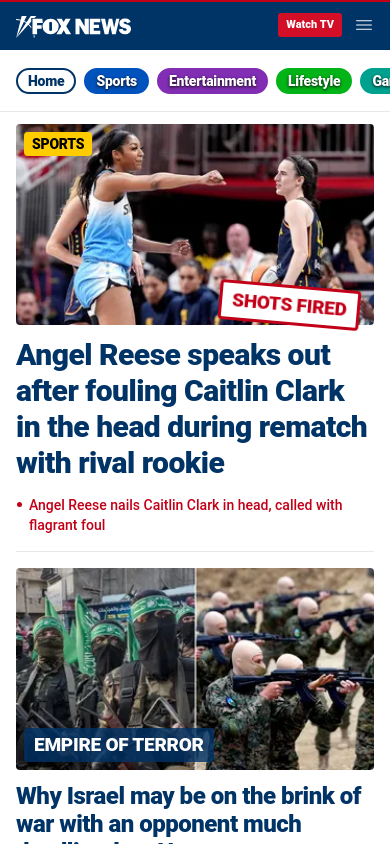 FOX NEWS
Watch TV
Home
Sports
Entertainment
Lifestyle
SPORTS
SHOTS FIRED
Angel Reese speaks out
after fouling Caitlin Clark
in the head during rematch
with rival rookie
Angel Reese nails Caitlin Clark in head, called with
flagrant foul
EMPIRE OF TERROR
Why Israel may be on the brink of
war with an opponent much